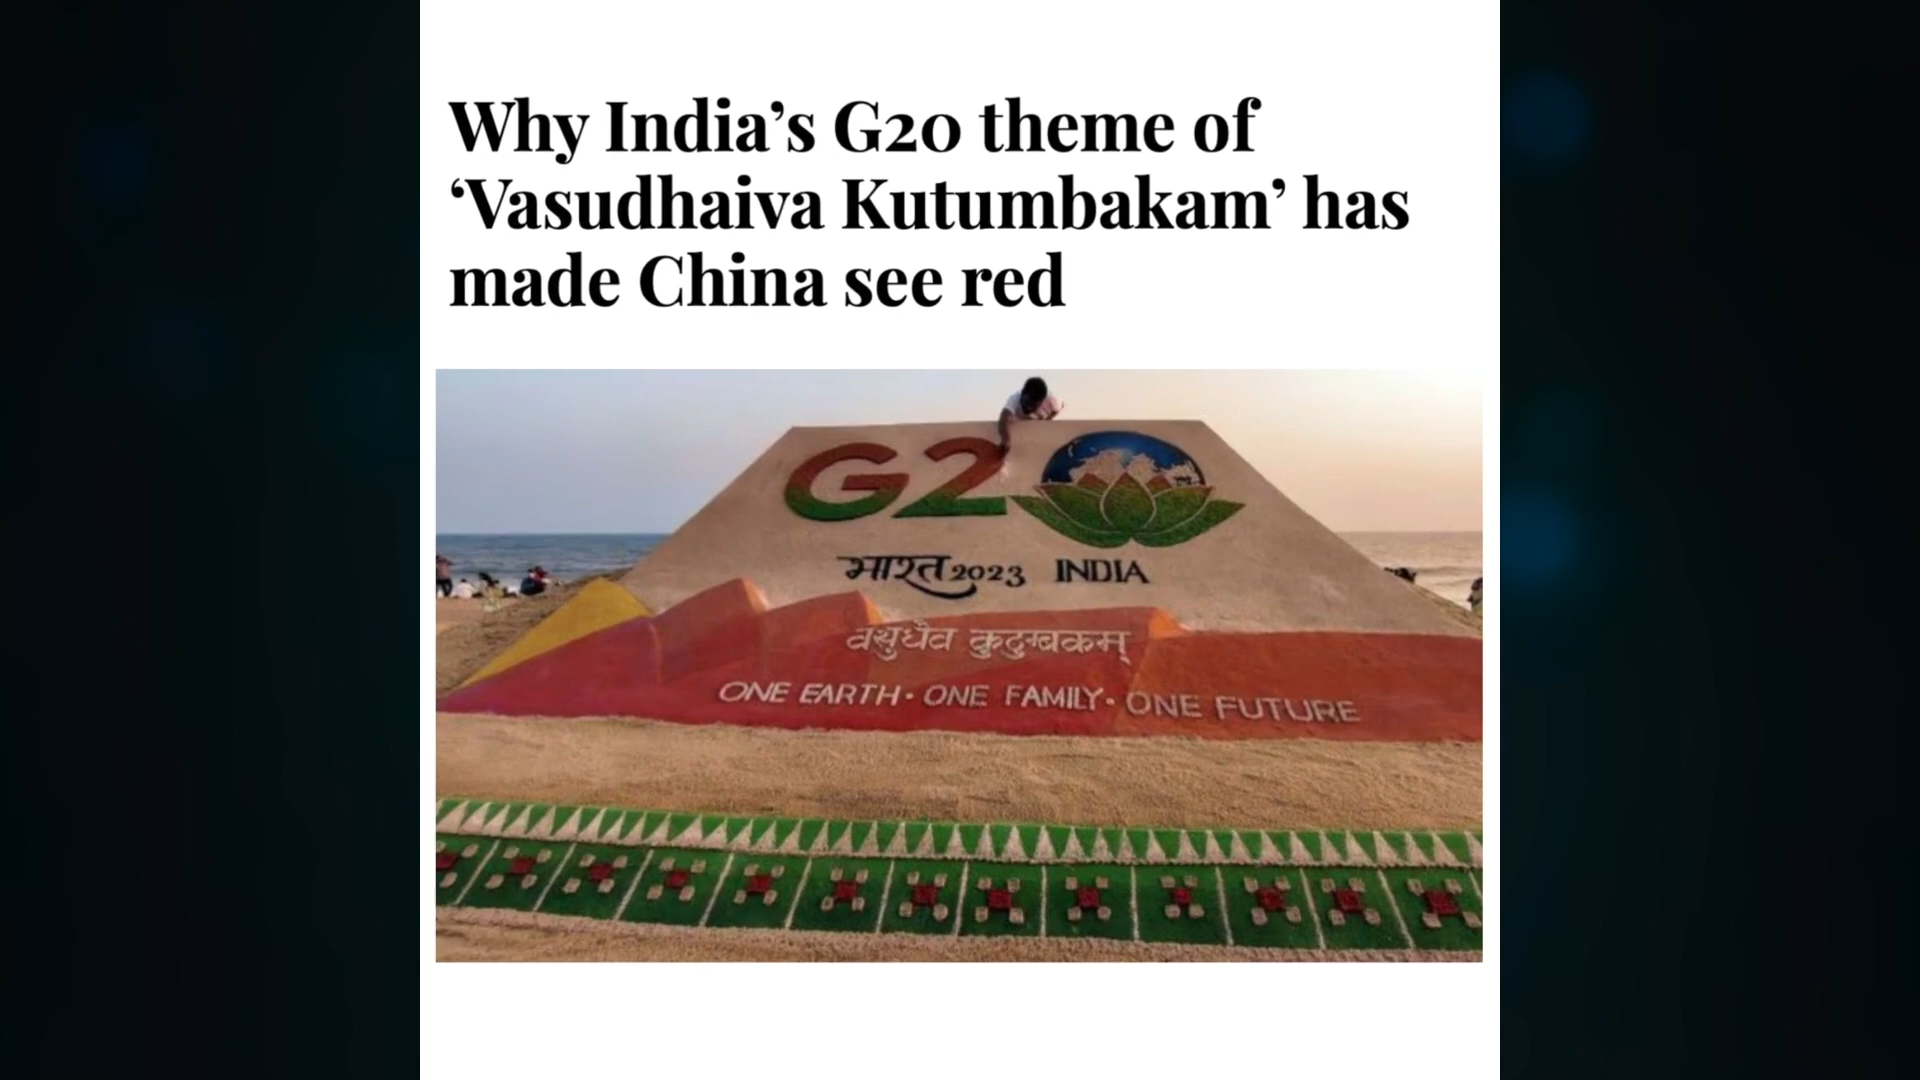 Why India’s G20 theme of
‘Vasudhaiva Kutumbakam’ has
made China see red
G20
भारत 2023 INDIA
वसुधैव कुटुम्बकम्
ONE EARTH • ONE FAMILY • ONE FUTURE